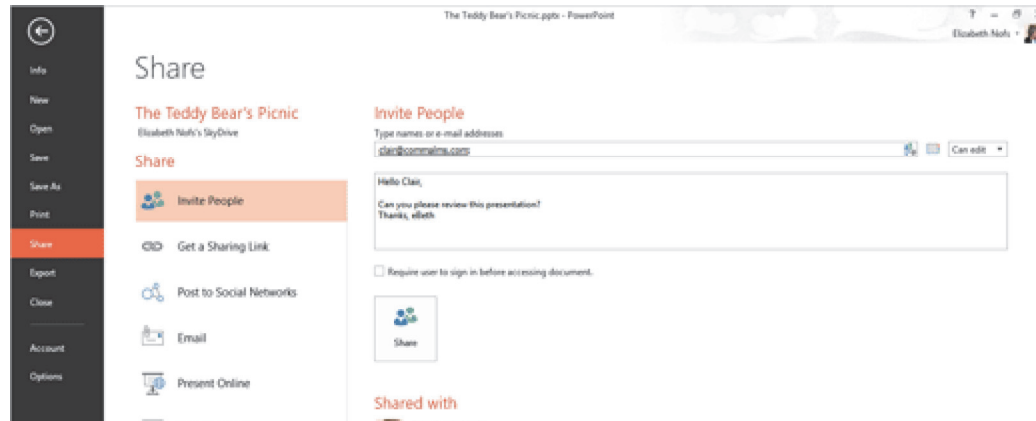 The Teddy Bear's Picnic.pptx - PowerPoint
?
Elizabeth Nofs
Info
New
Open
Save
Save As
Print
Share
Export
Close
Account
Options
Share
The Teddy Bear's Picnic
Elizabeth Nofs's SkyDrive
Share
Invite People
Get a Sharing Link
Post to Social Networks
Email
Present Online
Invite People
Type names or e-mail addresses
Can edit
Hello Clair,
Can you please review this presentation?
Thanks, elBeth
Require user to sign in before accessing document.
Share
Shared with